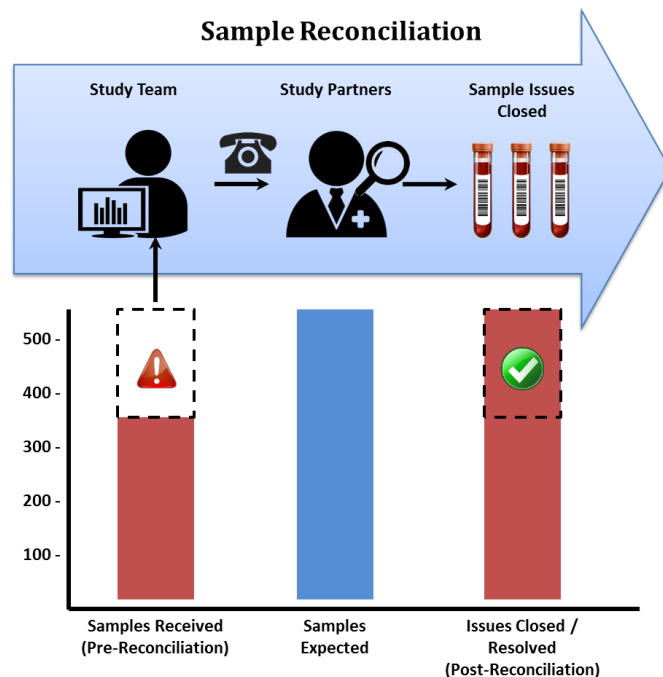 Sample Reconciliation
Study Team
Study Partners
Sample Issues
Closed
500 -
400 -
300 -
200 -
100 -
Samples Received
(Pre-Reconciliation)
Samples
Expected
Issues Closed /
Resolved
(Post-Reconciliation)